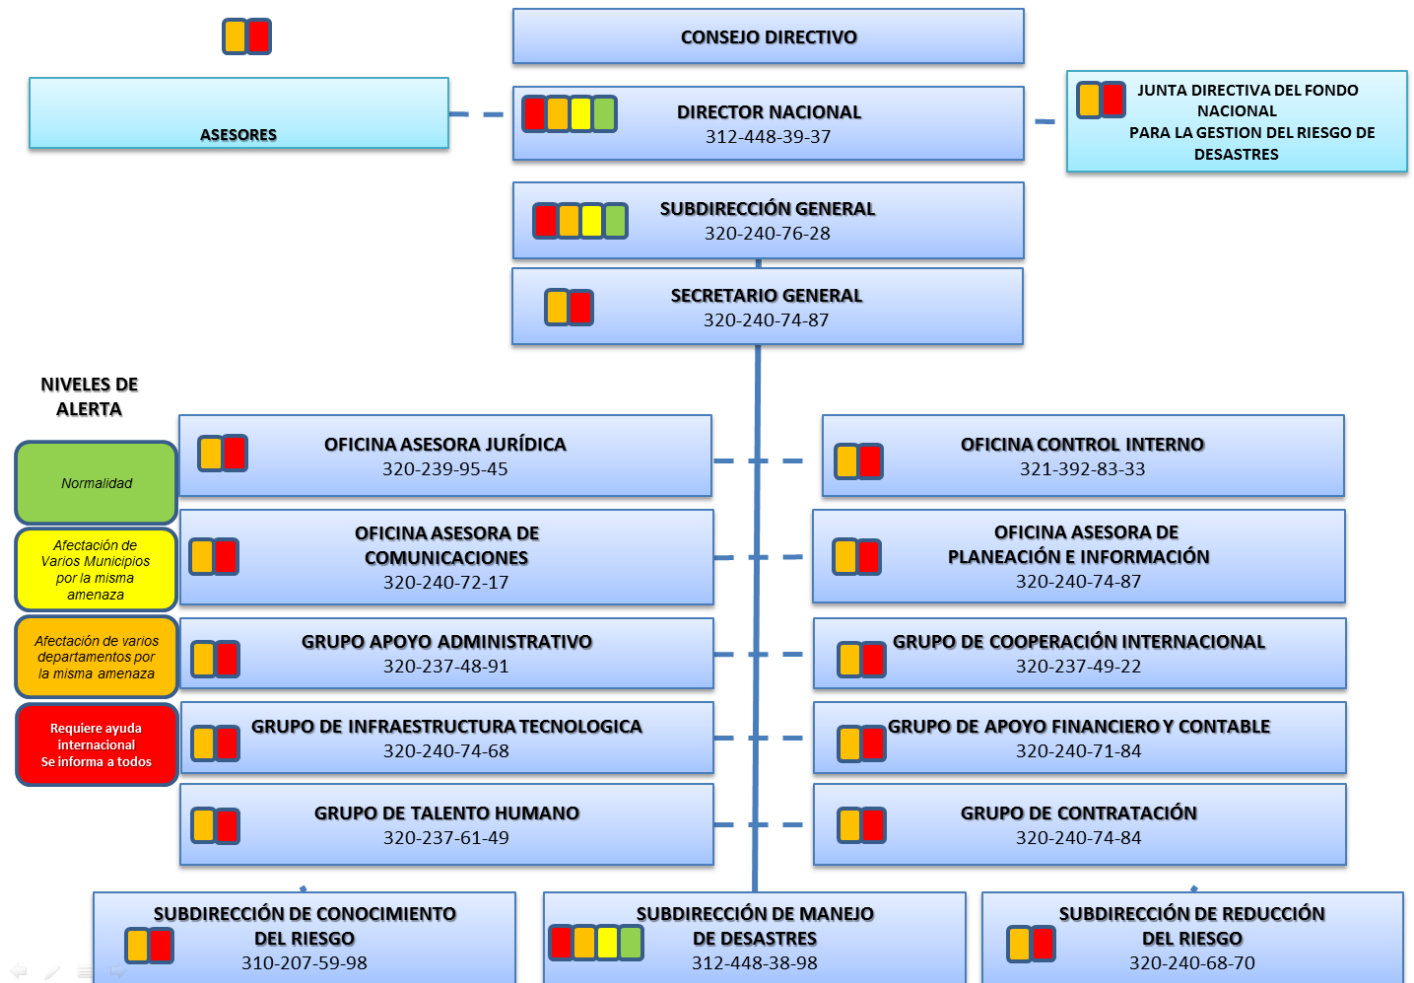 CONSEJO DIRECTIVO
ASESORES
DIRECTOR NACIONAL
312-448-39-37
JUNTA DIRECTIVA DEL FONDO
NACIONAL
PARA LA GESTION DEL RIESGO DE
DESASTRES
SUBDIRECCIÓN GENERAL
320-240-76-28
SECRETARIO GENERAL
320-240-74-87
NIVELES DE
ALERTA
Normalidad
Afectación de
Varios Municipios
por la misma
amenaza
Afectación de varios
departamentos por
la misma amenaza
Requiere ayuda
internacional
Se informa a todos
OFICINA ASESORA JURÍDICA
320-239-95-45
OFICINA CONTROL INTERNO
321-392-83-33
OFICINA ASESORA DE
COMUNICACIONES
320-240-72-17
OFICINA ASESORA DE
PLANEACIÓN E INFORMACIÓN
320-240-74-87
GRUPO APOYO ADMINISTRATIVO
320-237-48-91
GRUPO DE COOPERACIÓN INTERNACIONAL
320-237-49-22
GRUPO DE INFRAESTRUCTURA TECNOLOGICA
320-240-74-68
GRUPO DE APOYO FINANCIERO Y CONTABLE
320-240-71-84
GRUPO DE TALENTO HUMANO
320-237-61-49
GRUPO DE CONTRATACIÓN
320-240-74-84
SUBDIRECCIÓN DE CONOCIMIENTO
DEL RIESGO
310-207-59-98
SUBDIRECCIÓN DE MANEJO
DE DESASTRES
312-448-38-98
SUBDIRECCIÓN DE REDUCCIÓN
DEL RIESGO
320-240-68-70